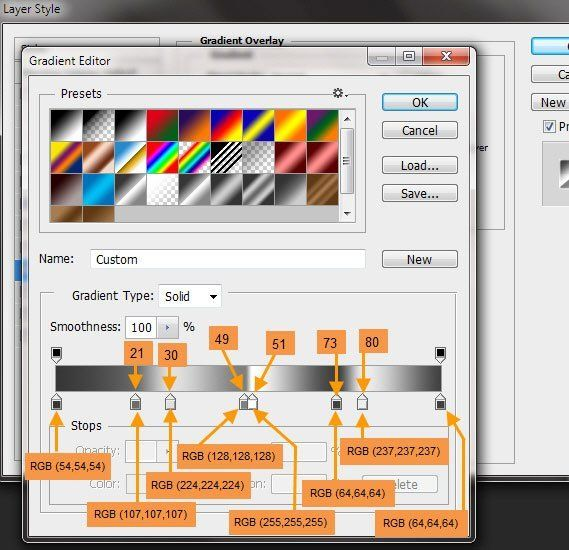 Layer Style
Gradient Overlay
Gradient Editor
Presets
OK
Cancel
Load...
Save...
Ca
New
Pr
Name: Custom
New
Gradient Type: Solid
Smoothness: 100 %
21
30
49
51
73
80
Stops
Opacity:
%
Color:
RGB (54,54,54)
RGB (128,128,128)
RGB (237,237,237)
RGB (224,224,224)
RGB (64,64,64)
RGB (107,107,107)
RGB (255,255,255)
RGB (64,64,64)